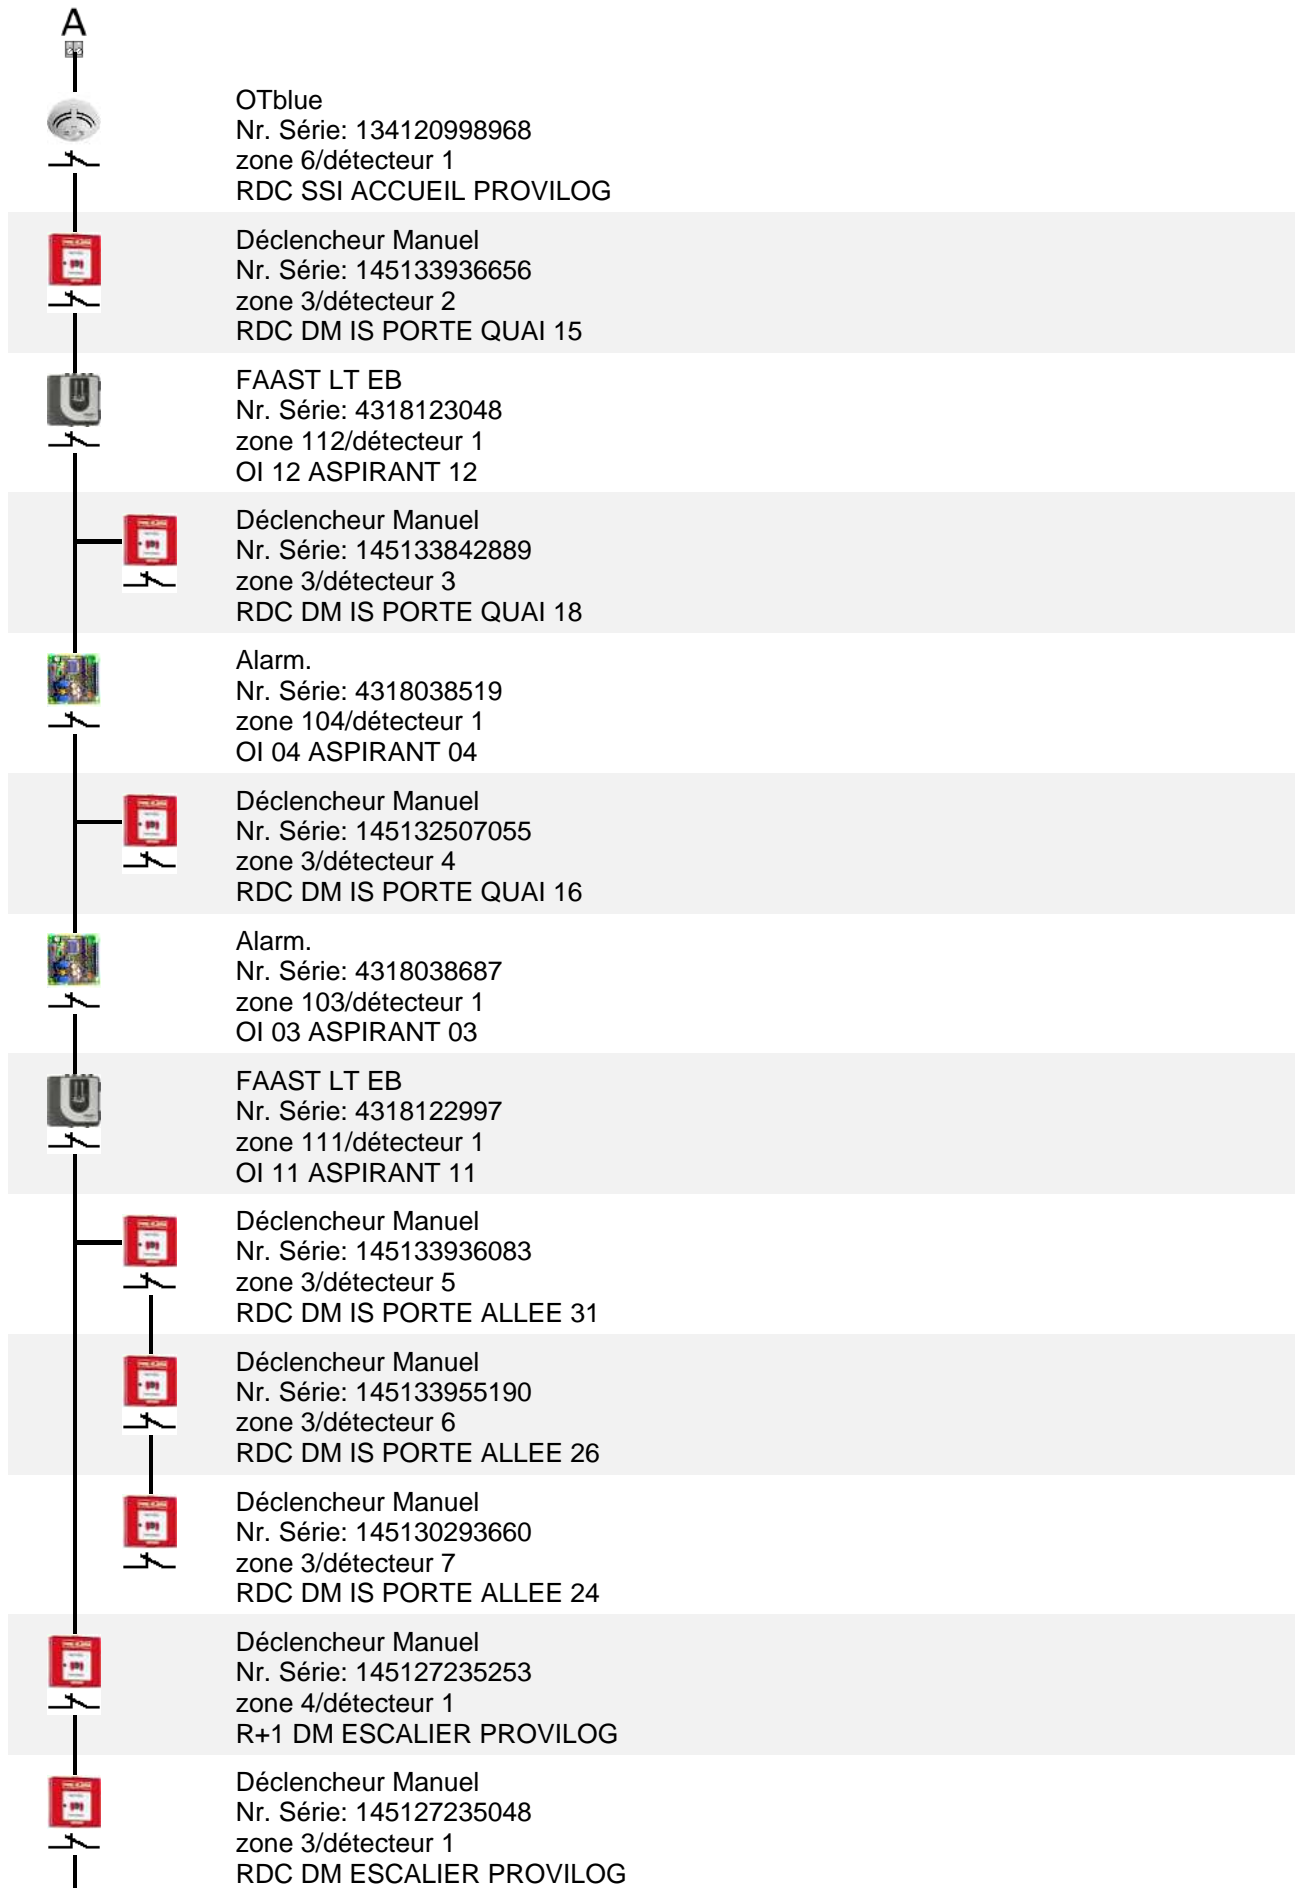 A
OTblue
Nr. Série: 134120998968
zone 6/détecteur 1
RDC SSI ACCUEIL PROVILOG
Déclencheur Manuel
Nr. Série: 145133936656
zone 3/détecteur 2
RDC DM IS PORTE QUAI 15
FAAST LT EB
Nr. Série: 4318123048
zone 112/détecteur 1
OI 12 ASPIRANT 12
Déclencheur Manuel
Nr. Série: 145133842889
zone 3/détecteur 3
RDC DM IS PORTE QUAI 18
Alarm.
Nr. Série: 4318038519
zone 104/détecteur 1
OI 04 ASPIRANT 04
Déclencheur Manuel
Nr. Série: 145132507055
zone 3/détecteur 4
RDC DM IS PORTE QUAI 16
Alarm.
Nr. Série: 4318038687
zone 103/détecteur 1
OI 03 ASPIRANT 03
FAAST LT EB
Nr. Série: 4318122997
zone 111/détecteur 1
OI 11 ASPIRANT 11
Déclencheur Manuel
Nr. Série: 145133936083
zone 3/détecteur 5
RDC DM IS PORTE ALLEE 31
Déclencheur Manuel
Nr. Série: 145133955190
zone 3/détecteur 6
RDC DM IS PORTE ALLEE 26
Déclencheur Manuel
Nr. Série: 145130293660
zone 3/détecteur 7
RDC DM IS PORTE ALLEE 24
Déclencheur Manuel
Nr. Série: 145127235253
zone 4/détecteur 1
R+1 DM ESCALIER PROVILOG
Déclencheur Manuel
Nr. Série: 145127235048
zone 3/détecteur 1
RDC DM ESCALIER PROVILOG